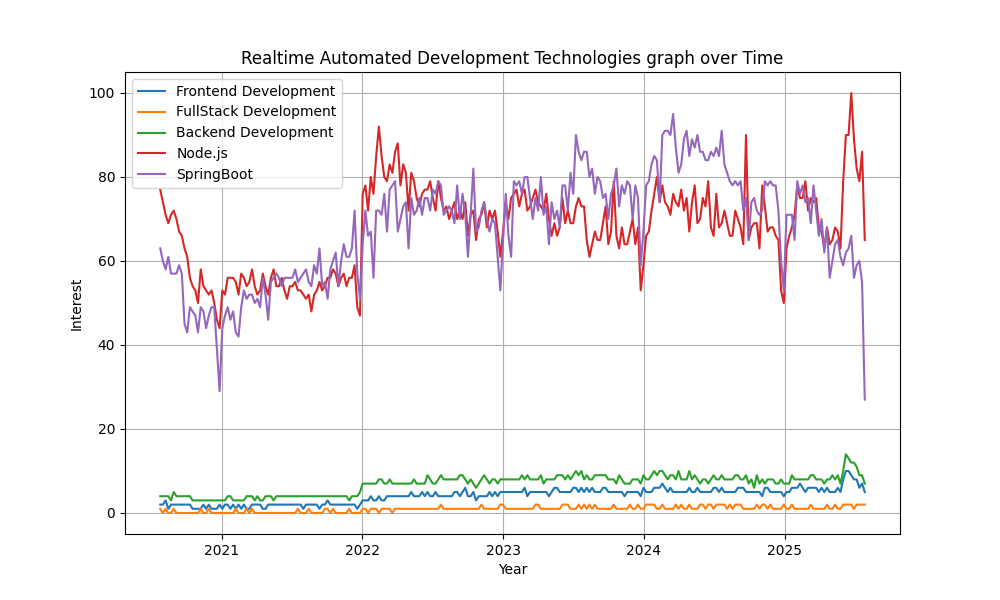 Realtime Automated Development Technologies graph over Time
Frontend Development
FullStack Development
Backend Development
Node.js
SpringBoot
100
80
60
40
20
0
Interest
2021 2022 2023 2024 2025
Year